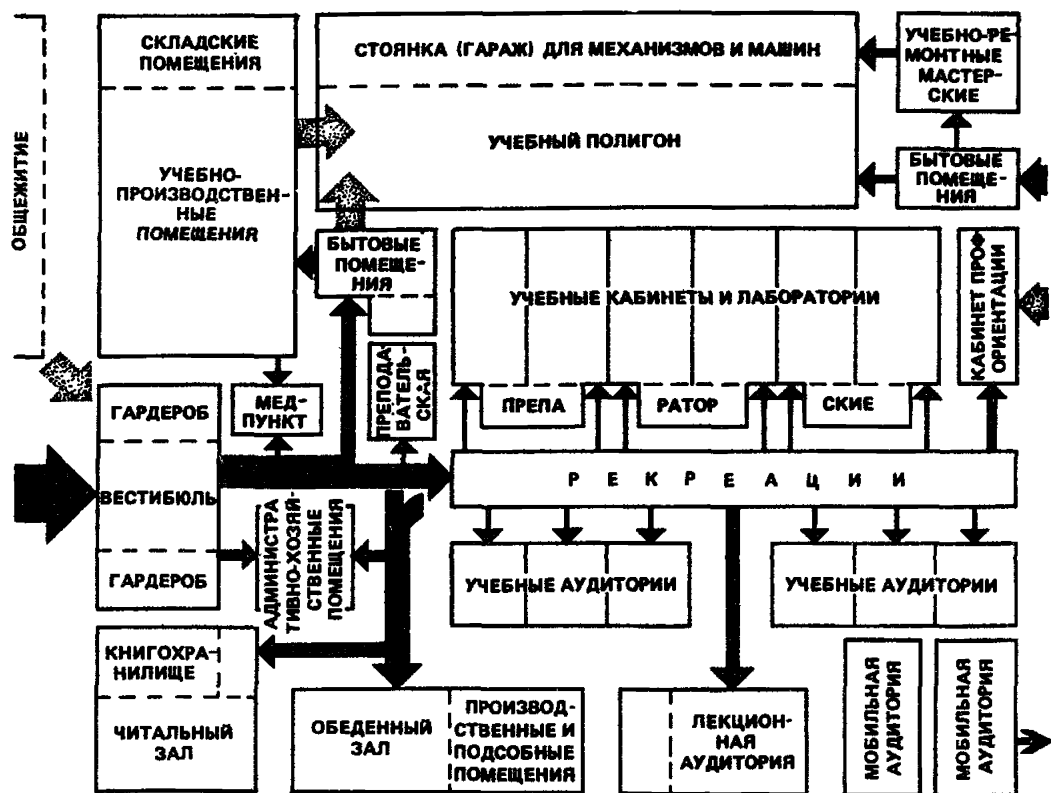 СКЛАДСКИЕ
ПОМЕЩЕНИЯ
СТОЯНКА (ГАРАЖ) ДЛЯ МЕХАНИЗМОВ И МАШИН
УЧЕБНО-РЕ-
МОНТНЫЕ
МАСТЕР-
СКИЕ
ОБЩЕЖИТИЕ
УЧЕБНО-
ПРОИЗВОДСТВЕН-
НЫЕ
ПОМЕЩЕНИЯ
УЧЕБНЫЙ ПОЛИГОН
БЫТОВЫЕ
ПОМЕЩЕ-
НИЯ
БЫТОВЫЕ
ПОМЕЩЕ-
НИЯ
УЧЕБНЫЕ КАБИНЕТЫ И ЛАБОРАТОРИИ
КАБИНЕТ ПРОФ
ОРИЕНТАЦИИ
ГАРДЕРОБ
МЕД-
ПУНКТ
ПРЕПОДА-
ВАТЕЛЬ-
СКАЯ
ПРЕПА
РАТОР
СКИЕ
ВЕСТИБЮЛЬ
РЕКРЕАЦИИ
ГАРДЕРОБ
АДМИНИСТРА
ТИВНО-ХОЗЯЙ-
СТВЕННЫЕ
ПОМЕЩЕНИЯ
УЧЕБНЫЕ АУДИТОРИИ
УЧЕБНЫЕ АУДИТОРИИ
КНИГОХРА-
НИЛИЩЕ
ЧИТАЛЬНЫЙ
ЗАЛ
ОБЕДЕННЫЙ
ЗАЛ
ПРОИЗВОД-
СТВЕННЫЕ И
ПОДСОБНЫЕ
ПОМЕЩЕНИЯ
ЛЕКЦИОН-
НАЯ
АУДИТОРИЯ
МОБИЛЬНАЯ
АУДИТОРИЯ
МОБИЛЬНАЯ
АУДИТОРИЯ